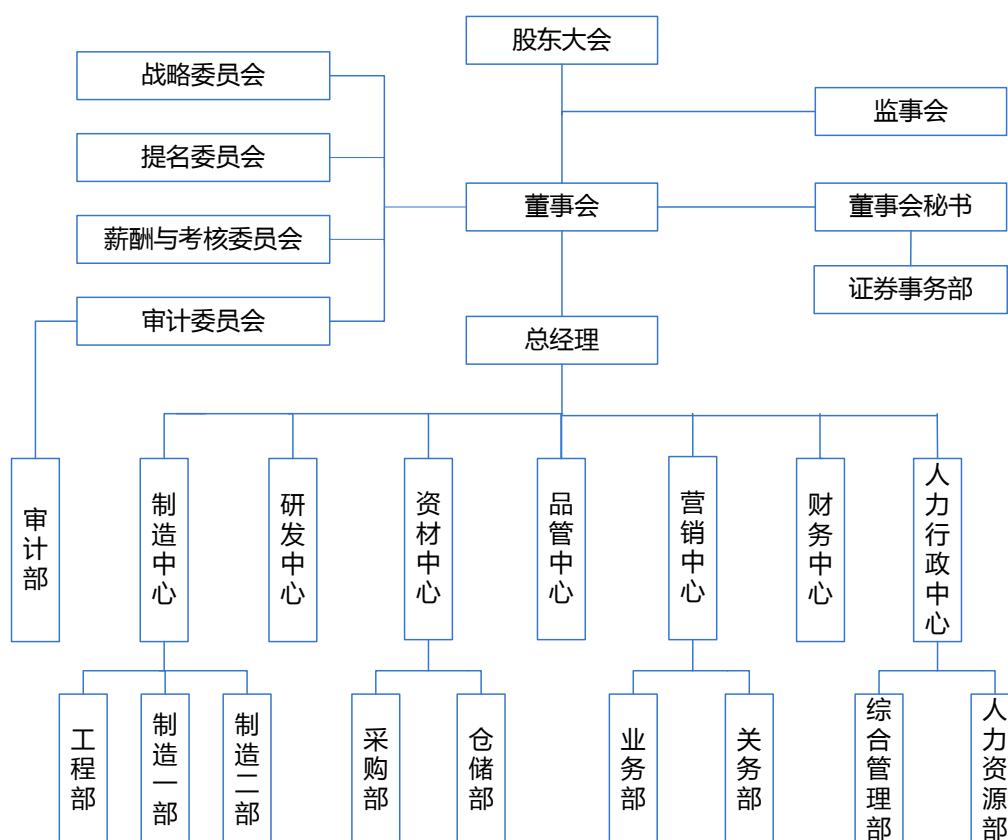 股东大会
战略委员会
监事会
提名委员会
董事会
董事会秘书
薪酬与考核委员会
证券事务部
审计委员会
总经理
审计部
制造中心
研发中心
资材中心
品管中心
营销中心
财务中心
人力行政中心
工程部
制造一部
制造二部
采购部
仓储部
业务部
关务部
综合管理部
人力资源部